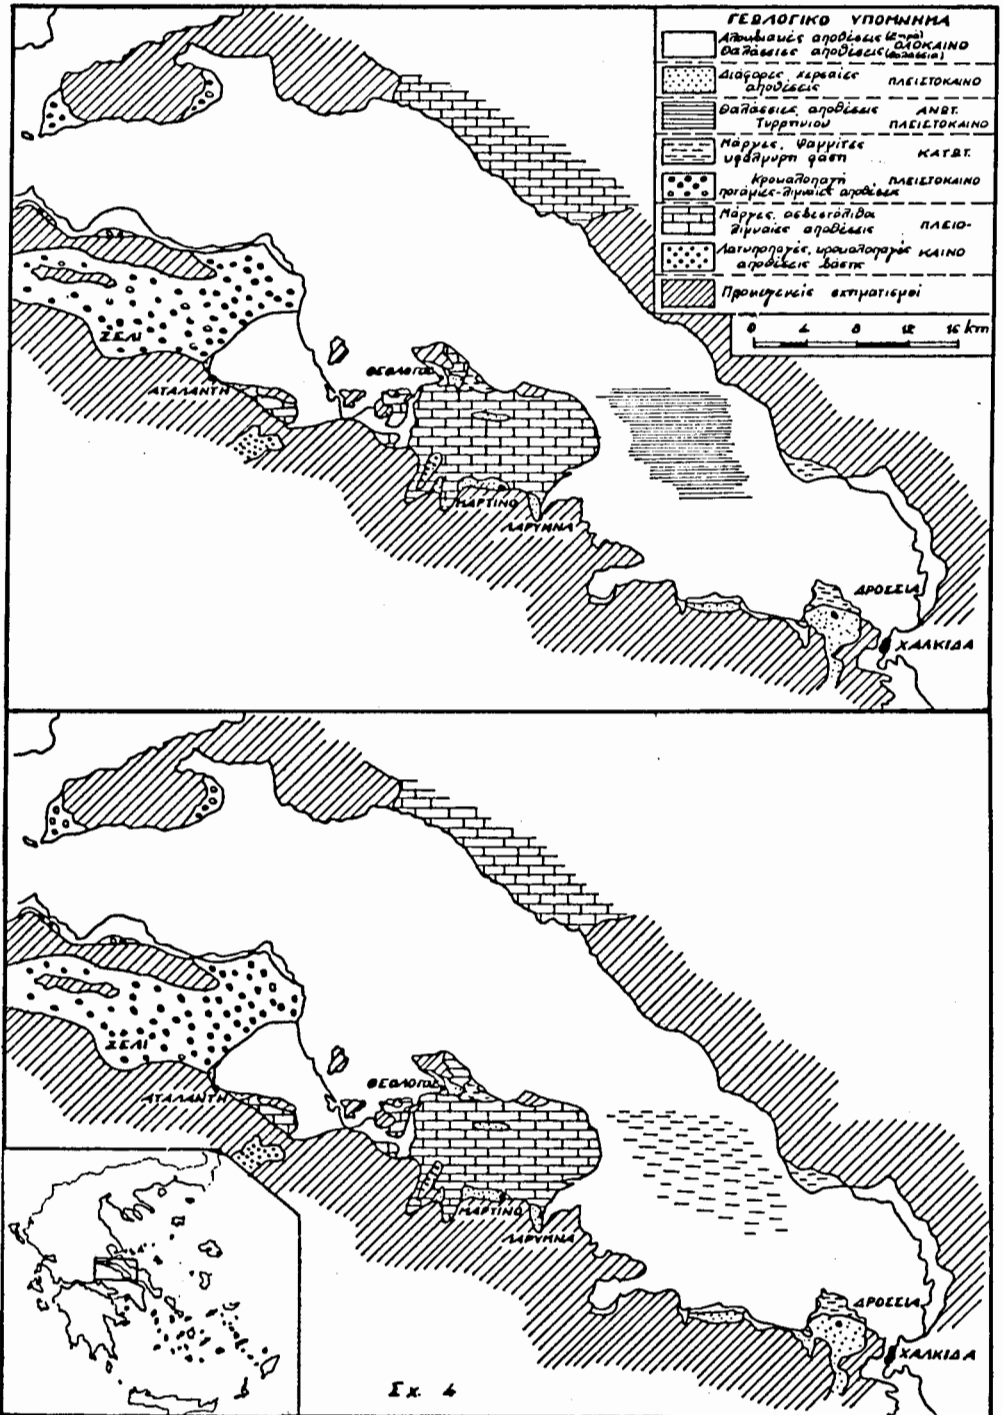 ΓΕΩΛΟΓΙΚΟ ΥΠΟΜΝΗΜΑ
Αλουβιακές αποθέσεις (Ξηρά)
Θαλάσσιες αποθέσεις (Θαλάσσια)
ΟΛΟΚΑΙΝΟ
Διάφορες χερσαίες ΠΛΕΙΣΤΟΚΑΙΝΟ
αποθέσεις
Θαλάσσιες αποθέσεις ΑΝΩΤ.
Τυρρηνίου ΠΛΕΙΣΤΟΚΑΙΝΟ
Μάργες, Ψαμμίτες
υφάλμυρη φάση ΚΑΤΩΤ.
Κροκαλοπαγή ΠΛΕΙΣΤΟΚΑΙΝΟ
ποτάμιες-λιμναίες αποθέσεις
Μάργες, ασβεστόλιθοι
λιμναίες αποθέσεις ΠΛΕΙΟ-
Λατυποπαγές, κροκαλοπαγές ΚΑΙΝΟ
αποθέσεις βάσης
Προνεογενείς σχηματισμοί
0 4 8 12 16 km
ΖΕΛΙ
ΑΤΑΛΑΝΤΗ
ΘΕΟΛΟΓΟΣ
ΜΑΡΤΙΝΟ
ΛΑΡΥΜΝΑ
ΔΡΟΣΣΙΑ
ΧΑΛΚΙΔΑ
ΖΕΛΙ
ΑΤΑΛΑΝΤΗ
ΘΕΟΛΟΓΟΣ
ΜΑΡΤΙΝΟ
ΛΑΡΥΜΝΑ
ΔΡΟΣΣΙΑ
ΧΑΛΚΙΔΑ
Σχ. 4